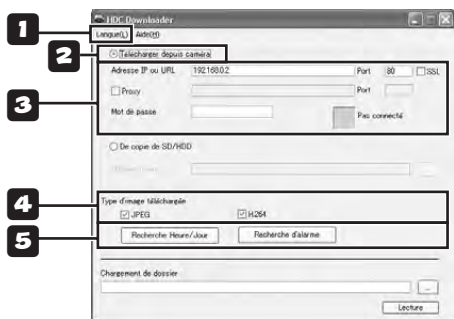 HDC Downloader
1
Langue(L) Aide(H)
2
Télécharger depuis caméra
Adresse IP ou URL 192.168.0.2 Port 80 SSL
3
Proxy Port
Mot de passe Pas connecté
De copie de SD/HDD
4
Type d'image téléchargée
JPEG H.264
5
Recherche Heure/Jour Recherche d'alarme
Chargement de dossier
...
Lecture